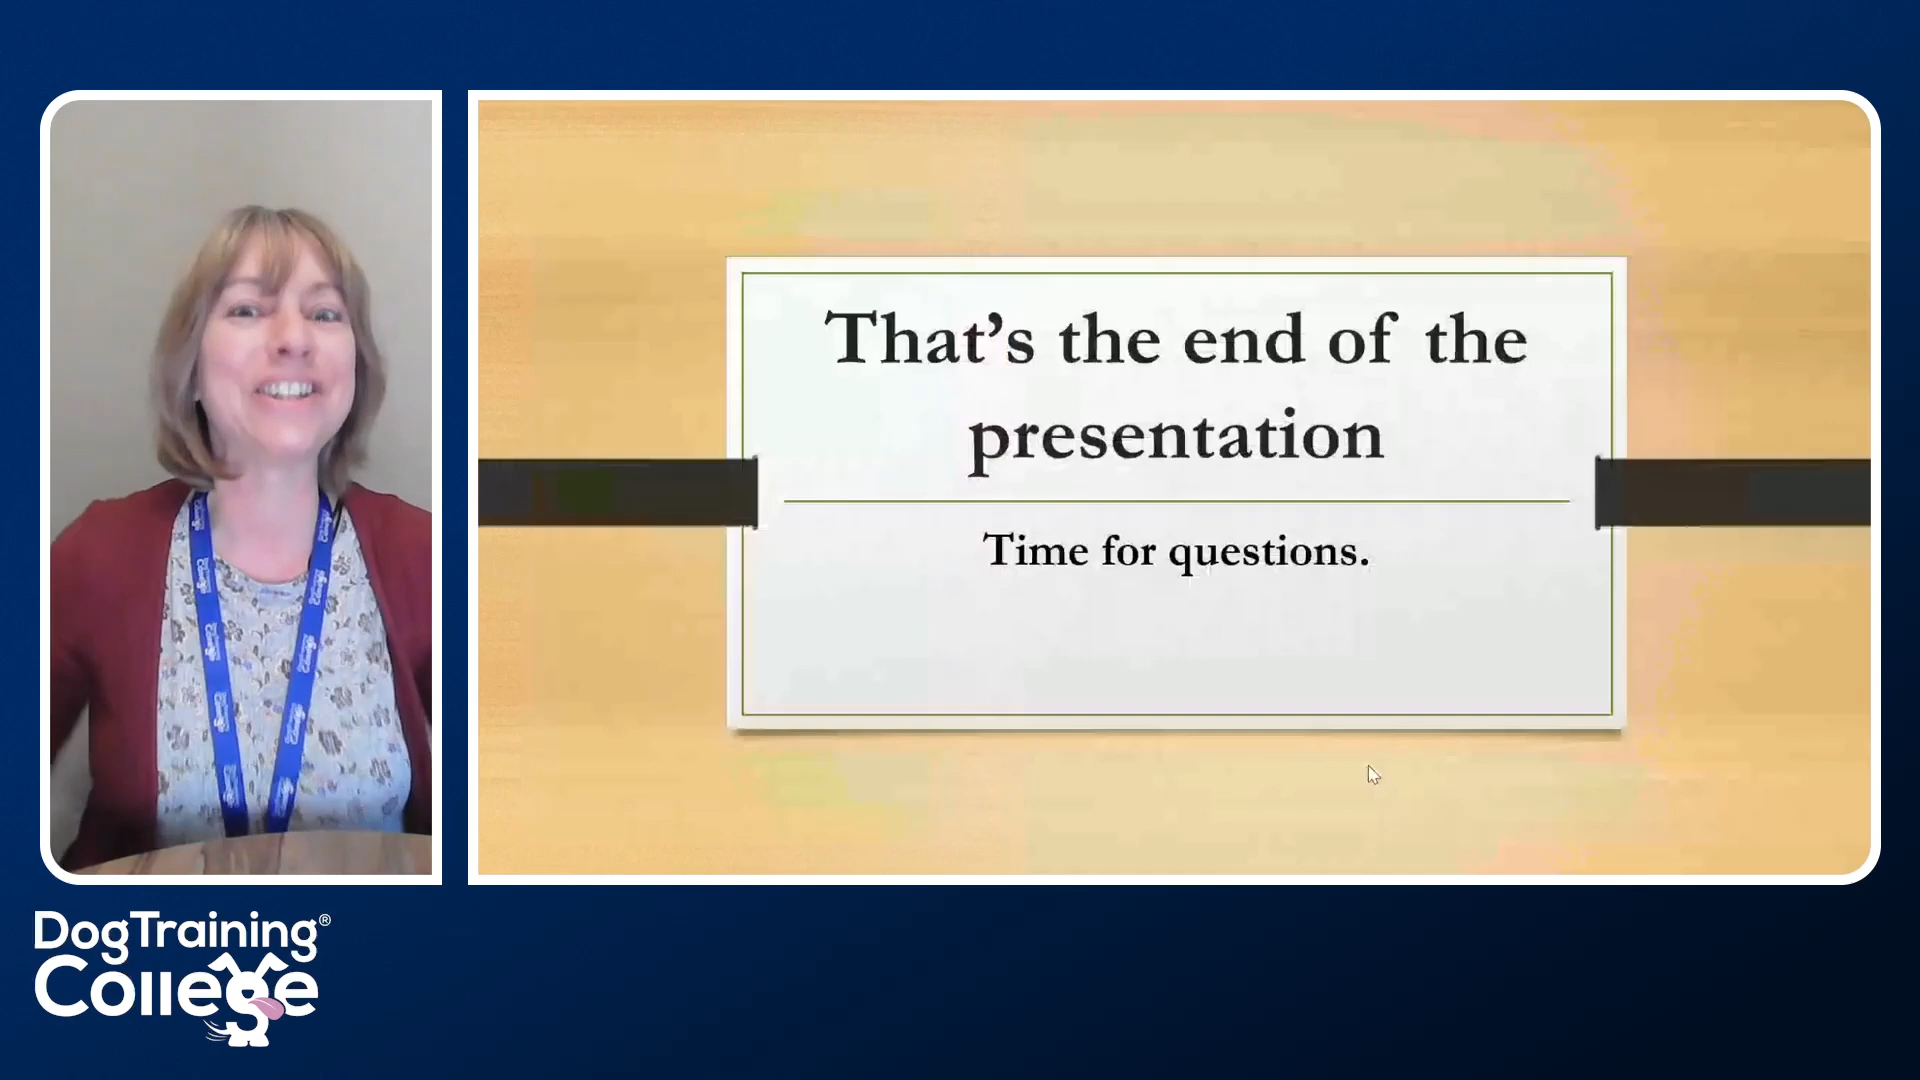 That’s the end of the
presentation
Time for questions.
DogTraining®
College